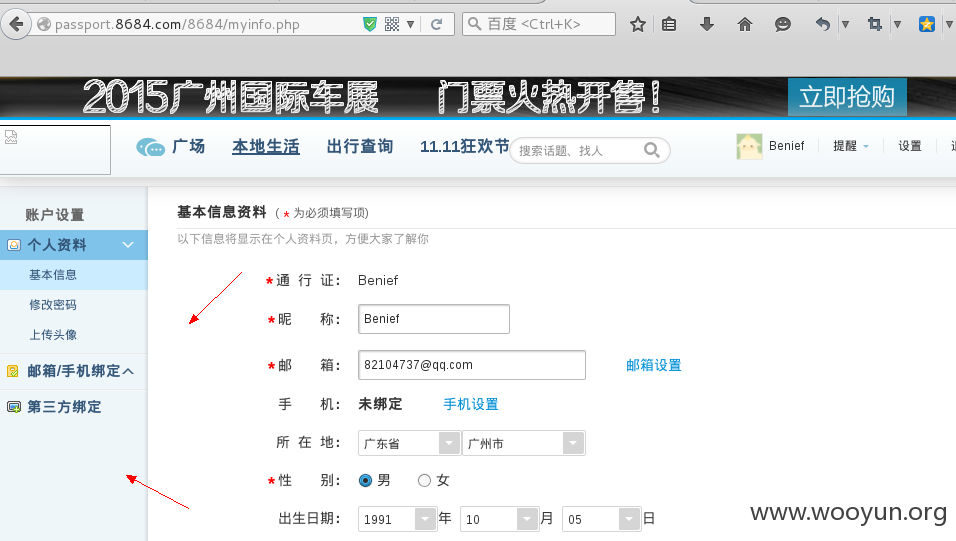 passport.8684.com/8684/myinfo.php
百度 <Ctrl+K>
2015广州国际车展 门票火热开售! 立即抢购
广场 本地生活 出行查询 11.11狂欢节 搜索话题、找人 Benief 提醒 设置
账户设置
个人资料
基本信息
修改密码
上传头像
邮箱/手机绑定
第三方绑定
基本信息资料 ( * 为必须填写项)
以下信息将显示在个人资料页，方便大家了解你
*通 行 证: Benief
*昵 称: Benief
*邮 箱: 82104737@qq.com 邮箱设置
手 机: 未绑定 手机设置
所 在 地: 广东省 广州市
*性 别: 男 女
出生日期: 1991 年 10 月 05 日
www.wooyun.org